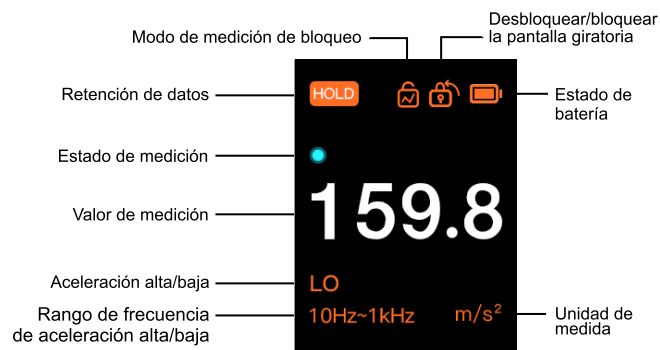 Desbloquear/bloquear
la pantalla giratoria
Modo de medición de bloqueo
Retención de datos
HOLD
Estado de
batería
Estado de medición
Valor de medición
159.8
Aceleración alta/baja
LO
Rango de frecuencia
de aceleración alta/baja
10Hz~1kHz
m/s²
Unidad de
medida